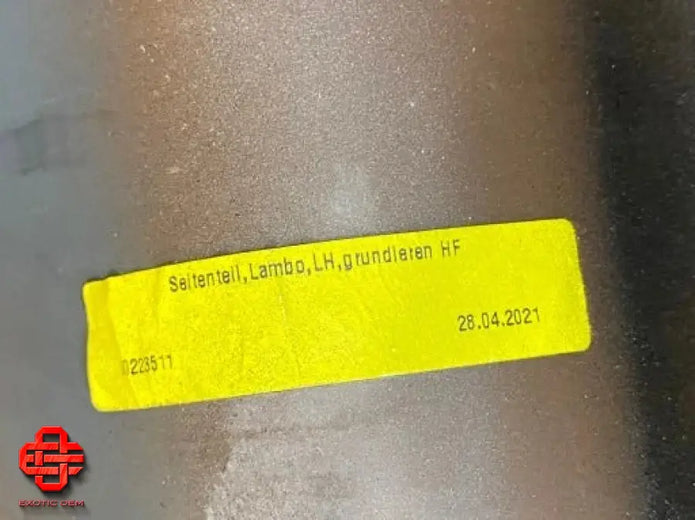 Seitenteil,Lambo,LH,grundieren HF
28.04.2021
0223511
EXOTIC OEM